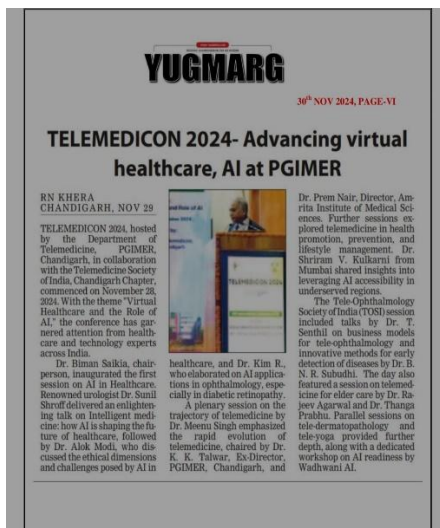 YUGMARG
30th NOV 2024, PAGE-VI
TELEMEDICON 2024- Advancing virtual
healthcare, AI at PGIMER
RN KHERA
CHANDIGARH, NOV 29
TELEMEDICON 2024, hosted
by the Department of
Telemedicine, PGIMER,
Chandigarh, in collaboration
with the Telemedicine Society
of India, Chandigarh Chapter,
commenced on November 28,
2024. With the theme "Virtual
Healthcare and the Role of
AI," the conference has gar-
nered attention from health-
care and technology experts
across India.
Dr. Biman Saikia, chair-
person, inaugurated the first
session on AI in Healthcare.
Renowned urologist Dr. Sunil
Shroff delivered an enlighten-
ing talk on Intelligent medi-
cine: how AI is shaping the fu-
ture of healthcare, followed
by Dr. Alok Modi, who dis-
cussed the ethical dimensions
and challenges posed by AI in
and Role of
TELEMEDICON 2024
healthcare, and Dr. Kim R.,
who elaborated on AI applica-
tions in ophthalmology, espe-
cially in diabetic retinopathy.
A plenary session on the
trajectory of telemedicine by
Dr. Meenu Singh emphasized
the rapid evolution of
telemedicine, chaired by Dr.
K. K. Talwar, Ex-Director,
PGIMER, Chandigarh, and
Dr. Prem Nair, Director, Am-
rita Institute of Medical Sci-
ences. Further sessions ex-
plored telemedicine in health
promotion, prevention, and
lifestyle management. Dr.
Shriram V. Kulkarni from
Mumbai shared insights into
leveraging AI accessibility in
underserved regions.
The Tele-Ophthalmology
Society of India (TOSI) session
included talks by Dr. T.
Senthil on business models
for tele-ophthalmology and
innovative methods for early
detection of diseases by Dr. B.
N. R. Subudhi. The day also
featured a session on telemed-
icine for elder care by Dr. Ra-
jeev Agarwal and Dr. Thanga
Prabhu. Parallel sessions on
tele-dermatopathology and
tele-yoga provided further
depth, along with a dedicated
workshop on AI readiness by
Wadhwani AI.